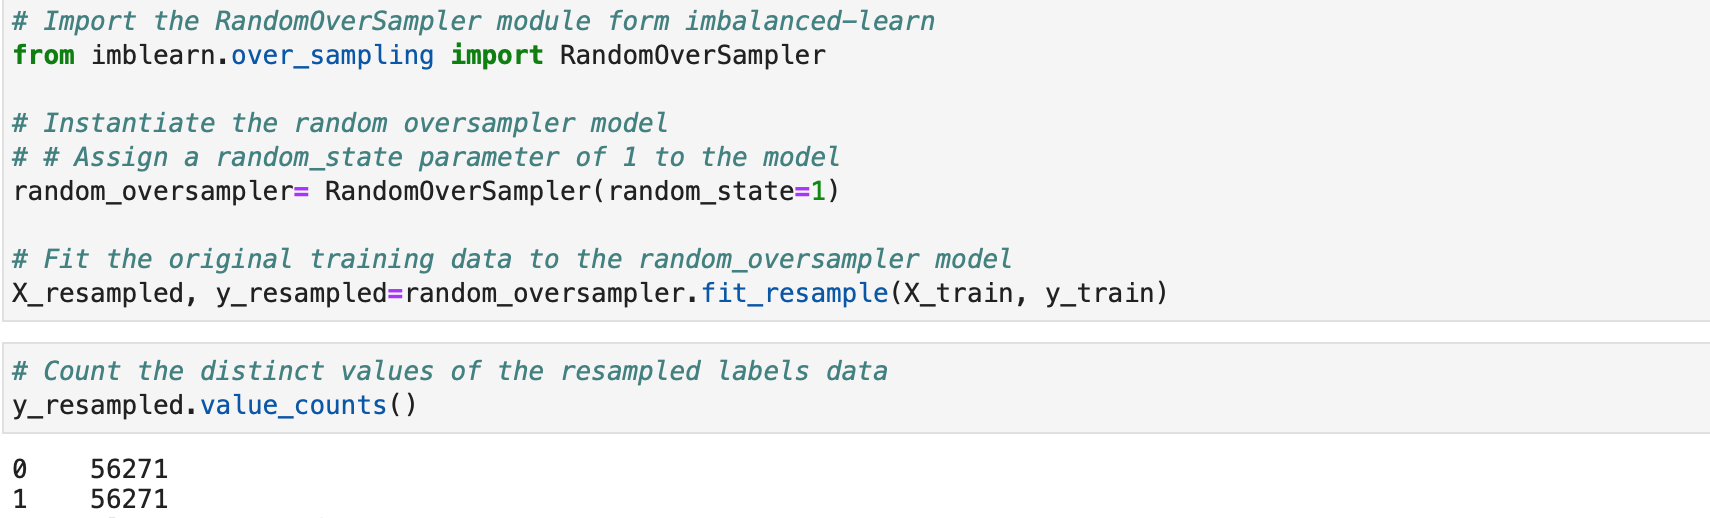 # Import the RandomOverSampler module form imbalanced-learn
from imblearn.over_sampling import RandomOverSampler
# Instantiate the random oversampler model
# # Assign a random_state parameter of 1 to the model
random_oversampler= RandomOverSampler(random_state=1)
# Fit the original training data to the random_oversampler model
X_resampled, y_resampled=random_oversampler.fit_resample(X_train, y_train)
# Count the distinct values of the resampled labels data
y_resampled.value_counts()
0    56271
1    56271